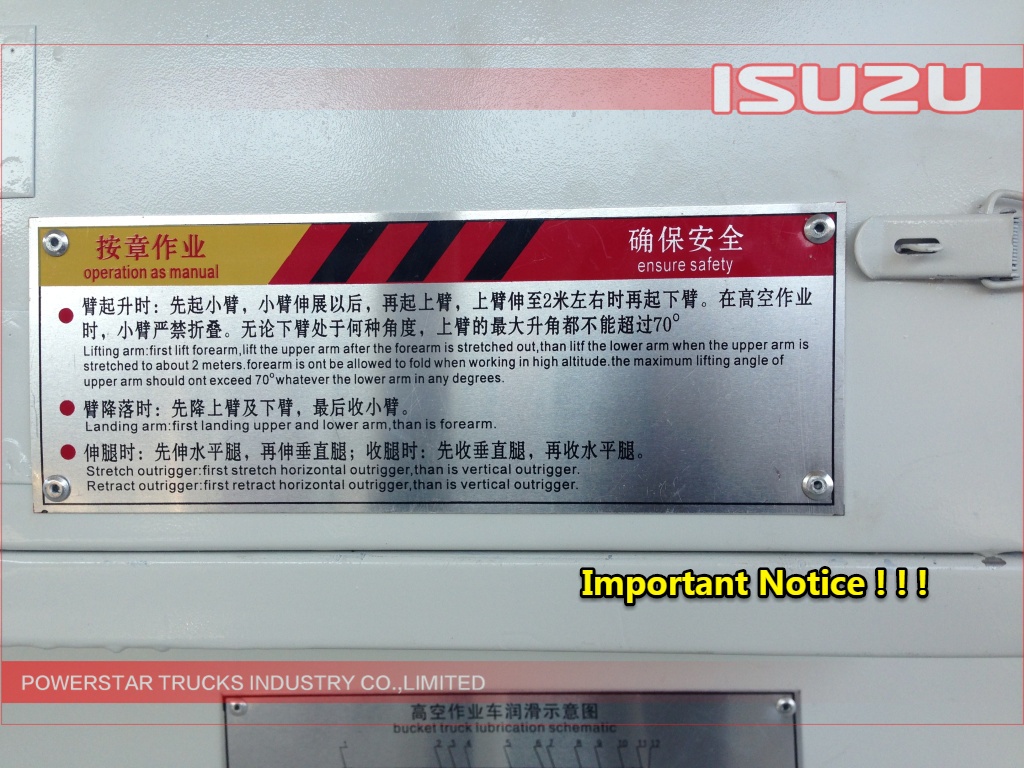 ISUZU
按章作业
operation as manual
确保安全
ensure safety
臂起升时：先起小臂，小臂伸展以后，再起上臂，上臂伸至2米左右时再起下臂。在高空作业
时，小臂严禁折叠。无论下臂处于何种角度，上臂的最大升角都不能超过70°
Lifting arm:first lift forearm,lift the upper arm after the forearm is stretched out,than litf the lower arm when the upper arm is
stretched to about 2 meters.forearm is ont be allowed to fold when working in high altitude.the maximum lifting angle of
upper arm should ont exceed 70°whatever the lower arm in any degrees.
臂降落时：先降上臂及下臂，最后收小臂。
Landing arm:first landing upper and lower arm,than is forearm.
伸腿时：先伸水平腿，再伸垂直腿；收腿时：先收垂直腿，再收水平腿。
Stretch outrigger:first stretch horizontal outrigger,than is vertical outrigger.
Retract outrigger:first retract horizontal outrigger,than is vertical outrigger.
Important Notice ! ! !
POWERSTAR TRUCKS INDUSTRY CO.,LIMITED
高空作业车润滑示意图
bucket truck lubrication schematic
1 2 3 4 5 6 7 8 9 10 11 12